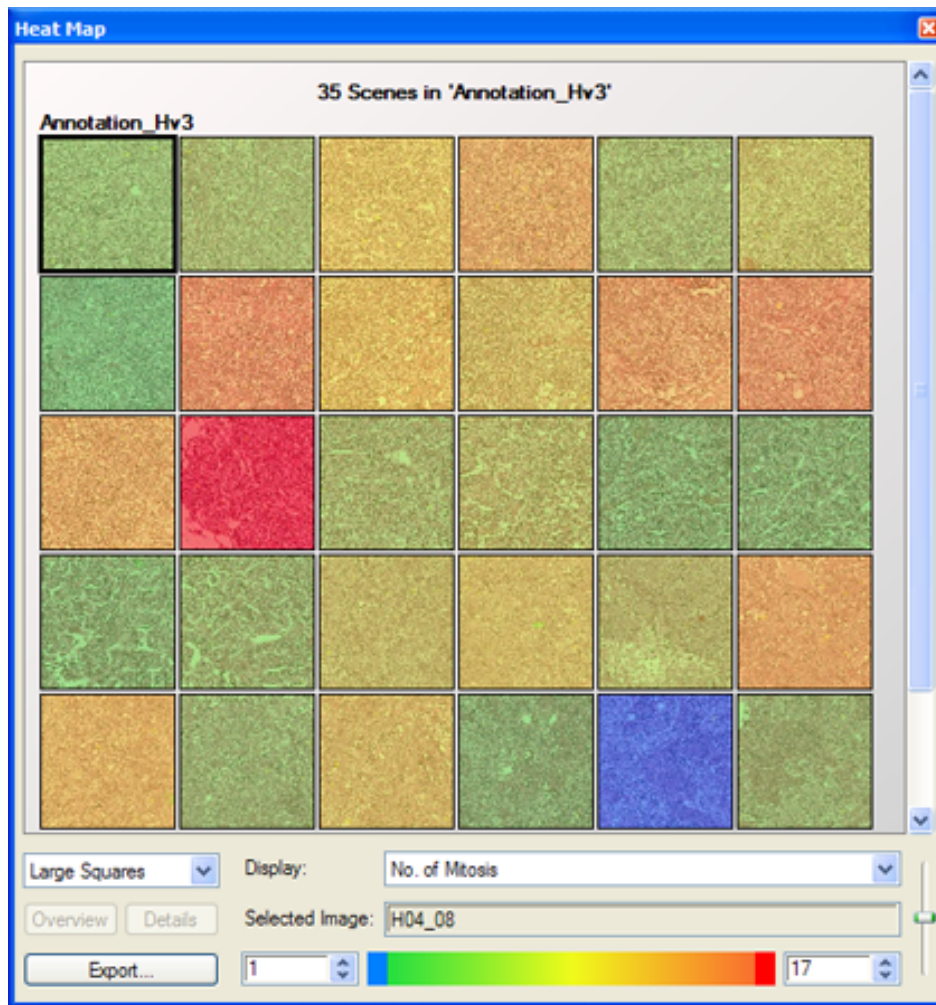 Heat Map
35 Scenes in 'Annotation_Hv3'
Annotation_Hv3
Large Squares
Display:
No. of Mitosis
Overview
Details
Selected Image:
H04_08
Export...
1
17